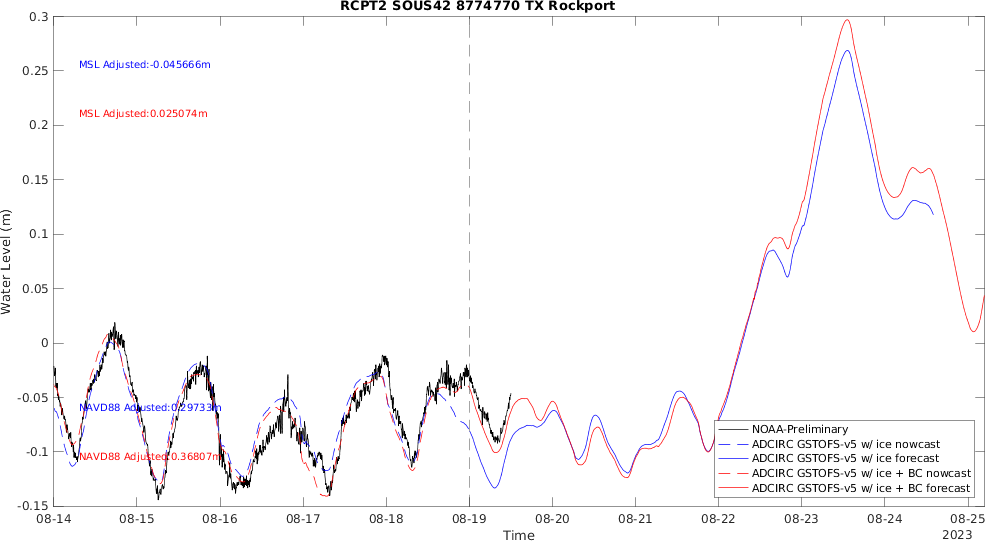 RCPT2 SOUS42 8774770 TX Rockport
0.3
0.25
0.2
0.15
0.1
0.05
0
-0.05
-0.1
-0.15
Water Level (m)
MSL Adjusted:-0.045666m
MSL Adjusted:0.025074m
NAVD88 Adjusted:0.29733m
NAVD88 Adjusted:0.36807m
NOAA-Preliminary
ADCIRC GSTOFS-v5 w/ ice nowcast
ADCIRC GSTOFS-v5 w/ ice forecast
ADCIRC GSTOFS-v5 w/ ice + BC nowcast
ADCIRC GSTOFS-v5 w/ ice + BC forecast
08-14 08-15 08-16 08-17 08-18 08-19 08-20 08-21 08-22 08-23 08-24 08-25
Time
2023